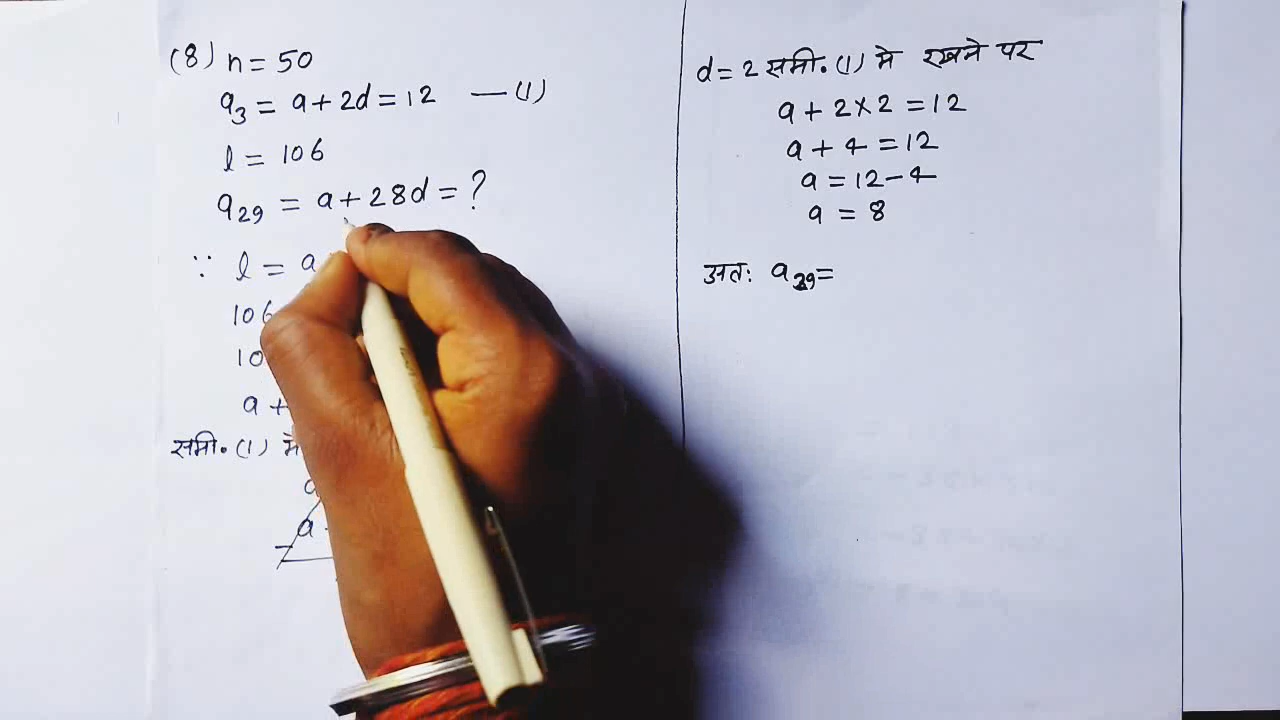 (8) n = 50
a3 = a + 2d = 12 — (1)
l = 106
a29 = a + 28d = ?
∵ l = a
106
10
a +
समी. (1) मे
a
a
d = 2 समी. (1) मे रखने पर
a + 2 × 2 = 12
a + 4 = 12
a = 12 - 4
a = 8
अत: a29 =